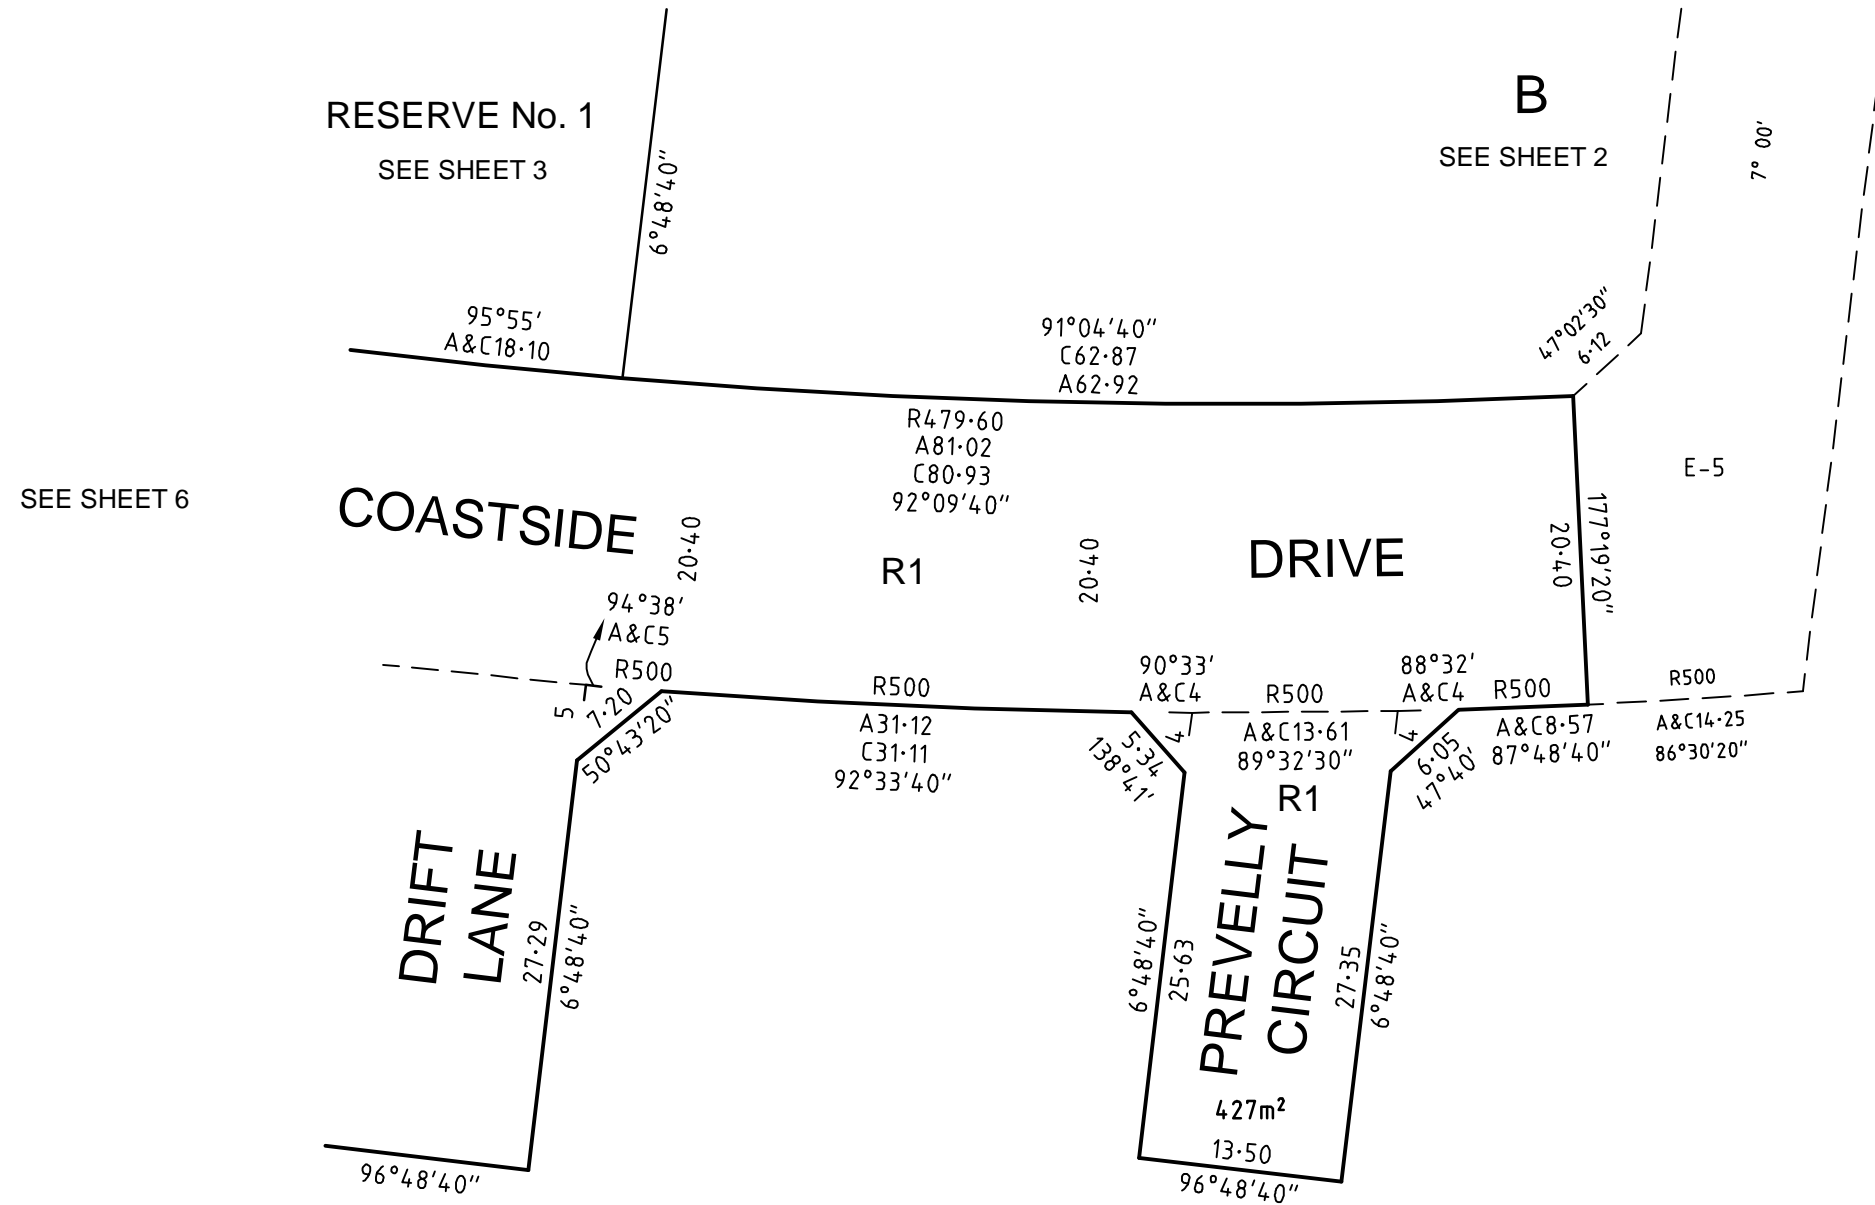 RESERVE No. 1
SEE SHEET 3
6°48'40"
B
SEE SHEET 2
7° 00'
95°55'
A&C18·10
91°04'40"
C62·87
A62·92
47°02'30"
6·12
R479·60
A81·02
C80·93
92°09'40"
E-5
SEE SHEET 6
COASTSIDE
20·40
R1
20·40
DRIVE
20·40
177°19'20"
94°38'
A&C5
R500
5
7·20
50°43'20"
R500
A31·12
C31·11
92°33'40"
90°33'
A&C4
R500
88°32'
A&C4
R500
R500
4
A&C13·61
89°32'30"
4
A&C8·57
87°48'40"
A&C14·25
86°30'20"
5·34
138°41'
6·05
47°40'
R1
DRIFT
LANE
27·29
6°48'40"
6°48'40"
25·63
PREVELLY
CIRCUIT
27·35
6°48'40"
427m²
13·50
96°48'40"
96°48'40"